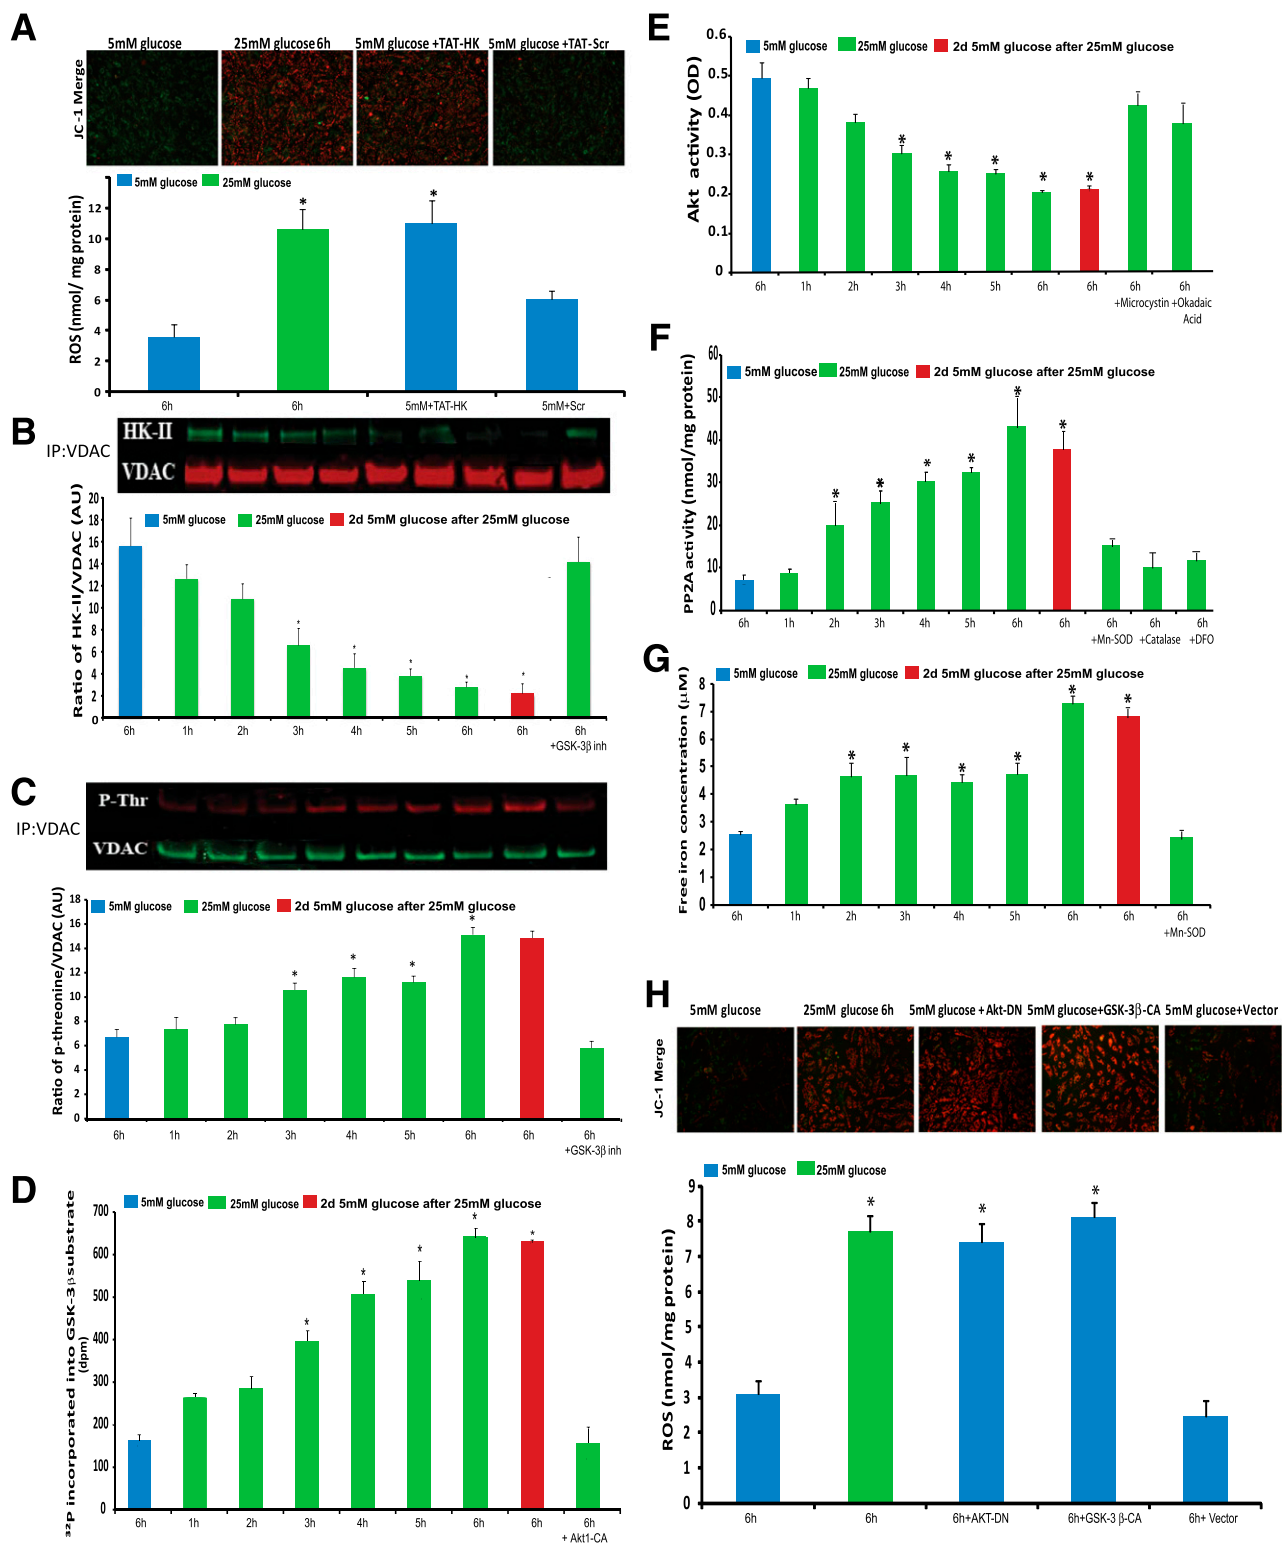 A
5mM glucose
25mM glucose 6h
5mM glucose +TAT-HK
5mM glucose +TAT-Scr
JC-1 Merge
5mM glucose
25mM glucose
ROS (nmol/ mg protein)
12
10
8
6
4
2
0
*
*
6h
6h
5mM+TAT-HK
5mM+Scr
B
IP:VDAC
HK-II
VDAC
5mM glucose
25mM glucose
2d 5mM glucose after 25mM glucose
Ratio of HK-II/VDAC (AU)
20
18
16
14
12
10
8
6
4
2
0
*
*
*
*
*
6h
1h
2h
3h
4h
5h
6h
6h
6h
+GSK-3β inh
C
IP:VDAC
P-Thr
VDAC
5mM glucose
25mM glucose
2d 5mM glucose after 25mM glucose
Ratio of p-threonine/VDAC (AU)
18
16
14
12
10
8
6
4
2
0
*
*
*
*
6h
1h
2h
3h
4h
5h
6h
6h
6h
+GSK-3β inh
D
5mM glucose
25mM glucose
2d 5mM glucose after 25mM glucose
32P incorporated into GSK-3β substrate
(dpm)
700
600
500
400
300
200
100
0
*
*
*
*
*
6h
1h
2h
3h
4h
5h
6h
6h
6h
+ Akt1-CA
E
5mM glucose
25mM glucose
2d 5mM glucose after 25mM glucose
Akt activity (OD)
0.6
0.5
0.4
0.3
0.2
0.1
0
*
*
*
*
*
6h
1h
2h
3h
4h
5h
6h
6h
6h
6h
+Microcystin
+Okadaic
Acid
F
5mM glucose
25mM glucose
2d 5mM glucose after 25mM glucose
PP2A activity (nmol/mg protein)
60
50
40
30
20
10
0
*
*
*
*
*
*
6h
1h
2h
3h
4h
5h
6h
6h
6h
6h
6h
+Mn-SOD
+Catalase
+DFO
G
5mM glucose
25mM glucose
2d 5mM glucose after 25mM glucose
Free iron concentration (μM)
8
7
6
5
4
3
2
1
0
*
*
*
*
*
*
6h
1h
2h
3h
4h
5h
6h
6h
6h
+Mn-SOD
H
5mM glucose
25mM glucose 6h
5mM glucose +Akt-DN
5mM glucose+GSK-3β-CA
5mM glucose+Vector
JC-1 Merge
5mM glucose
25mM glucose
ROS (nmol/mg protein)
9
8
7
6
5
4
3
2
1
0
*
*
*
6h
6h
6h+AKT-DN
6h+GSK-3 β-CA
6h+ Vector